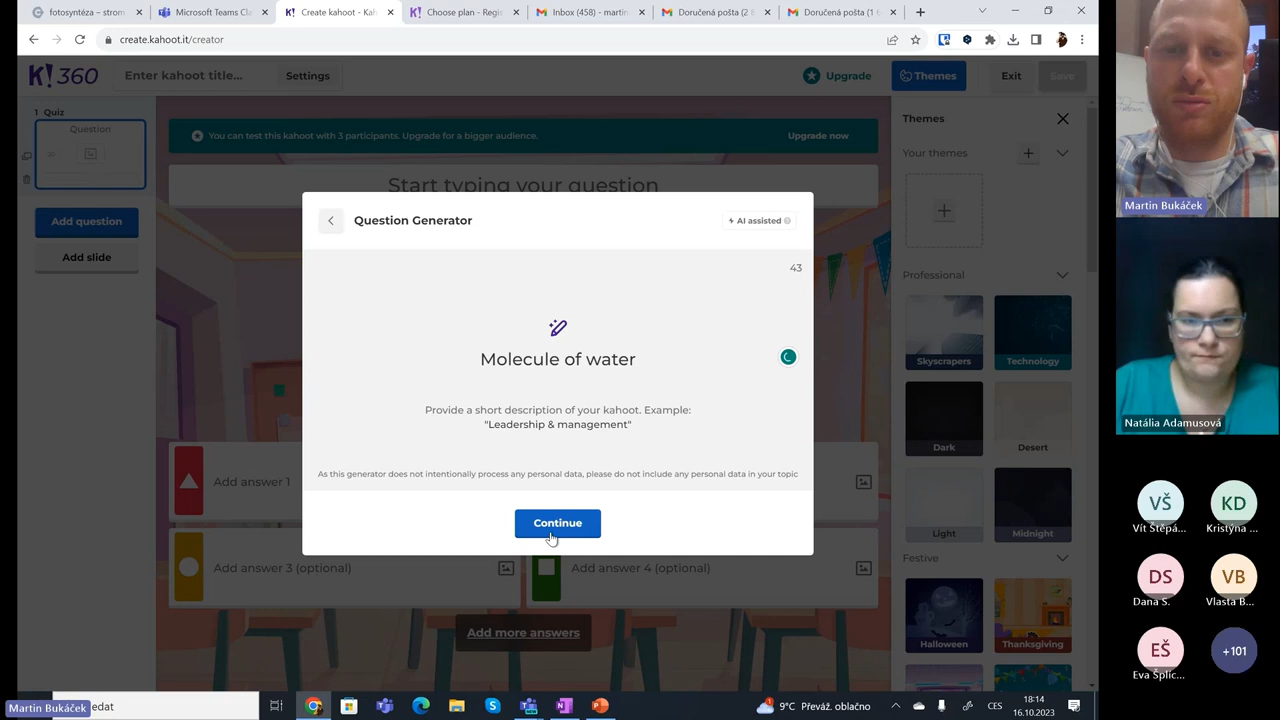 fotosyntéza – strom
Microsoft Teams Cla
Create kahoot - Kah
Choose plan - Regis
Inbox (458) - martin
Doručená pošta (2 8
Doručená pošta (1 6
create.kahoot.it/creator
K!360
Enter kahoot title...
Settings
Upgrade
Themes
Exit
Save
1 Quiz
Question
Add question
Add slide
You can test this kahoot with 3 participants. Upgrade for a bigger audience.
Upgrade now
Start typing your question
Question Generator
AI assisted
43
Molecule of water
Provide a short description of your kahoot. Example:
"Leadership & management"
As this generator does not intentionally process any personal data, please do not include any personal data in your topic
Continue
Add answer 1
Add answer 3 (optional)
Add answer 4 (optional)
Add more answers
Themes
Your themes
Professional
Skyscrapers
Technology
Dark
Desert
Light
Midnight
Festive
Halloween
Thanksgiving
Martin Bukáček
Natália Adamusová
VŠ
Vít Štěpá...
KD
Kristýna ...
DS
Dana S.
VB
Vlasta B...
EŠ
Eva Šplíc...
+101
Martin Bukáček
edat
9°C Převáž. oblačno
CES
18:14
16.10.2023